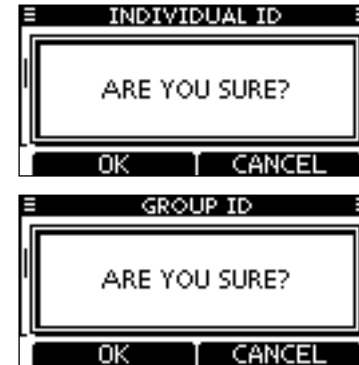 INDIVIDUAL ID
ARE YOU SURE?
OK CANCEL
GROUP ID
ARE YOU SURE?
OK CANCEL